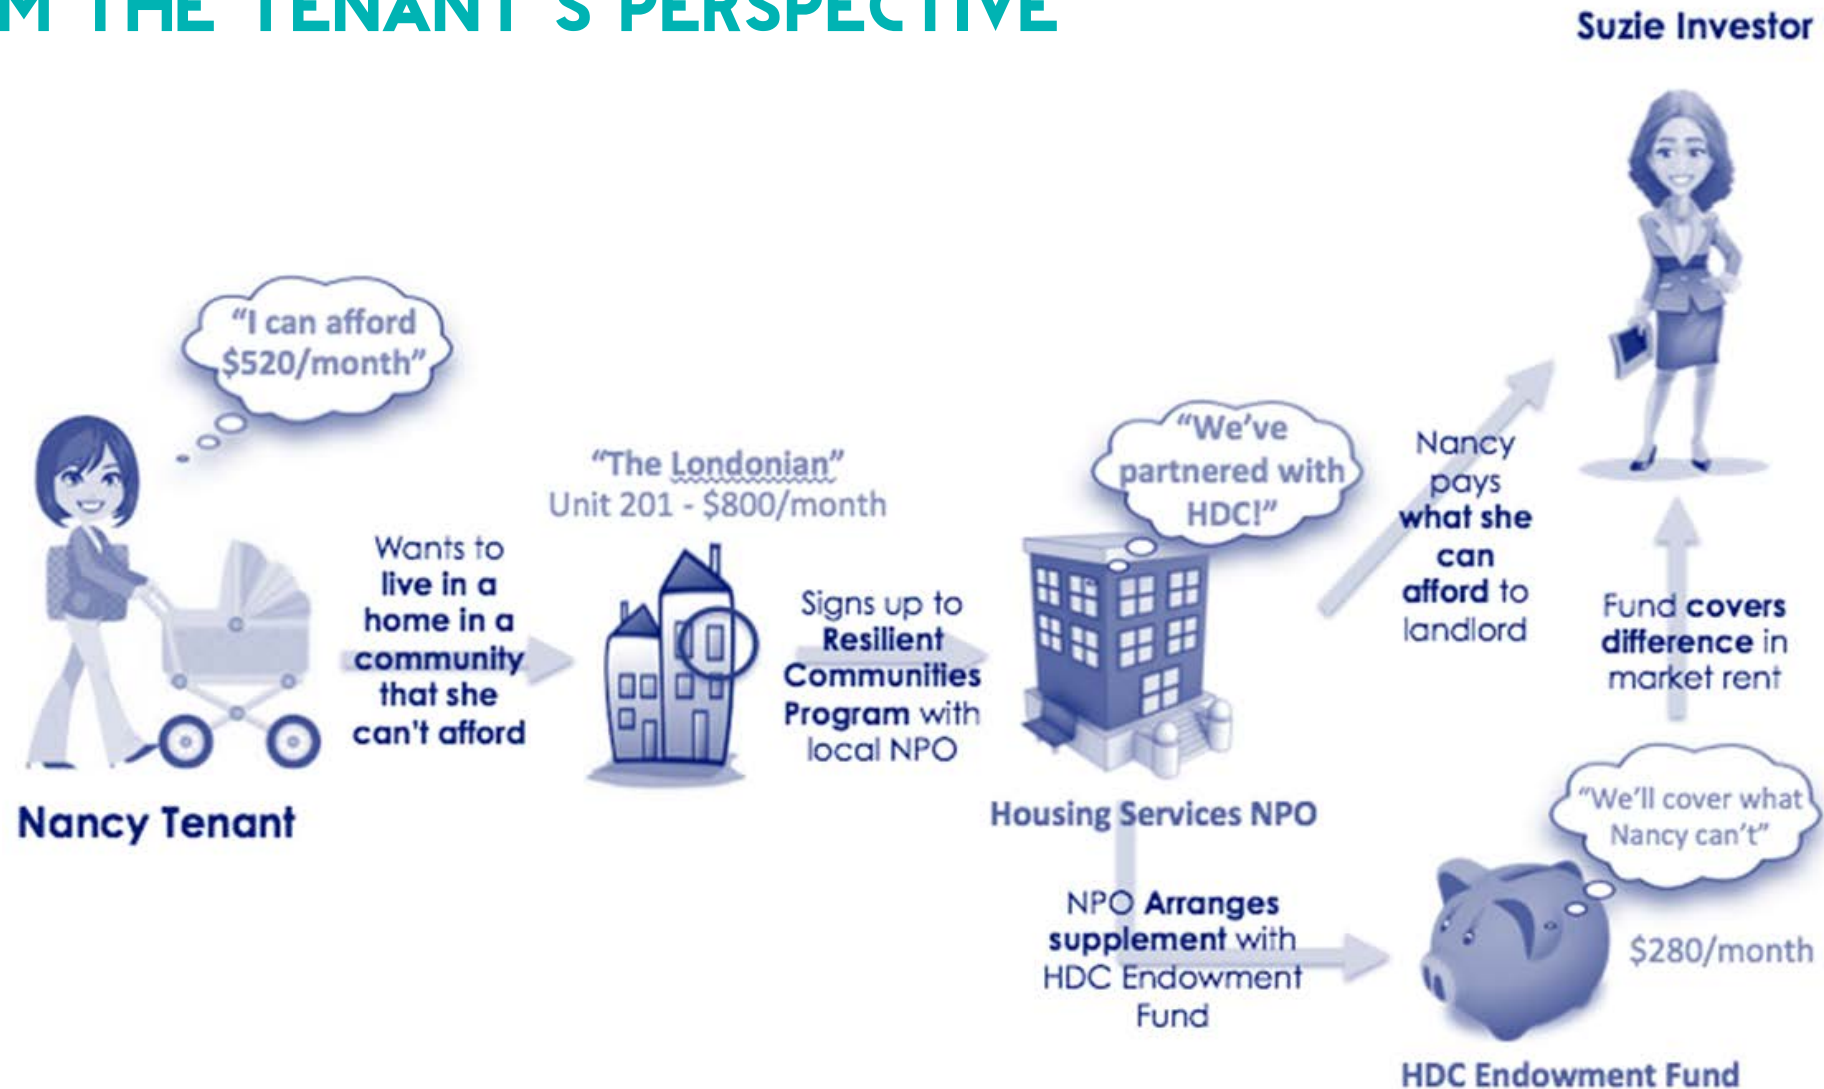 M THE TENANT'S PERSPECTIVE
Suzie Investor
"I can afford
$520/month"
Nancy Tenant
Wants to
live in a
home in a
community
that she
can't afford
"The Londonian"
Unit 201 - $800/month
Signs up to
Resilient
Communities
Program with
local NPO
"We've
partnered with
HDC!"
Housing Services NPO
Nancy
pays
what she
can
afford to
landlord
NPO Arranges
supplement with
HDC Endowment
Fund
Fund covers
difference in
market rent
"We'll cover what
Nancy can't"
$280/month
HDC Endowment Fund